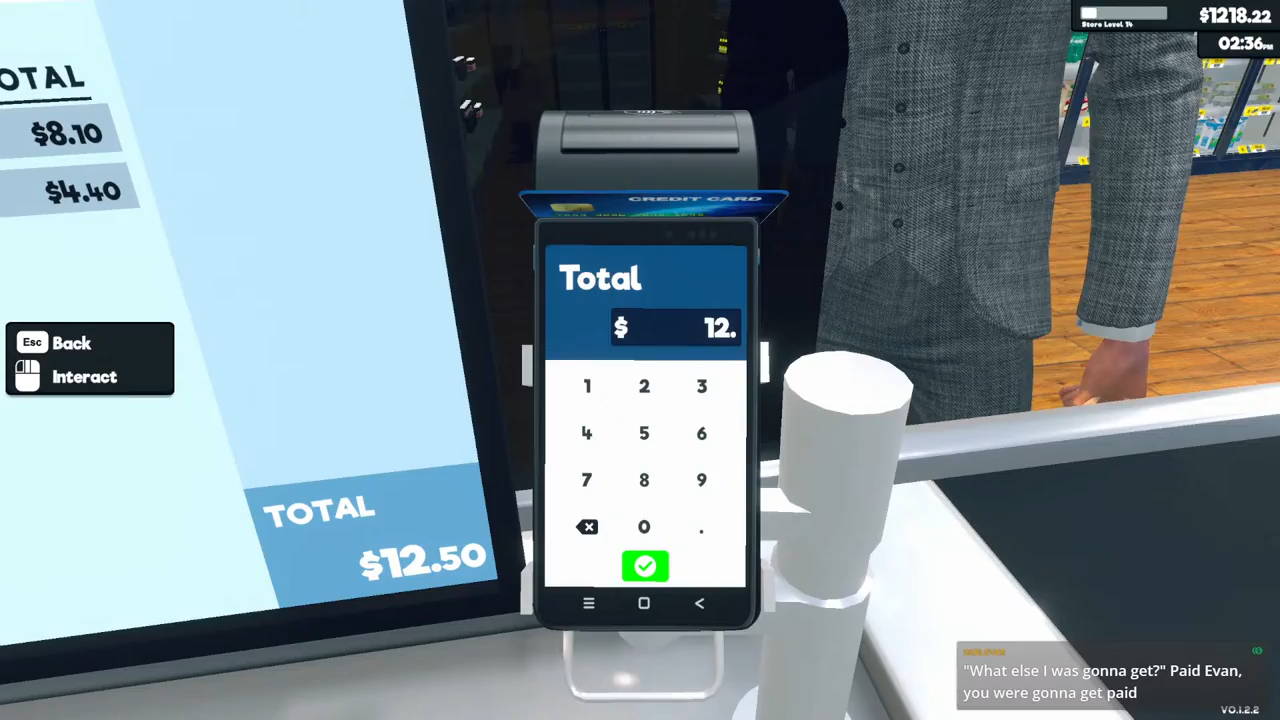 $1218.22
Store Level 14
02:36PM
OTAL
$8.10
$4.40
Esc Back
Interact
CREDIT CARD
Total
$ 12.
1 2 3
4 5 6
7 8 9
0 .
TOTAL
$12.50
"What else I was gonna get?" Paid Evan,
you were gonna get paid
V0.1.2.2